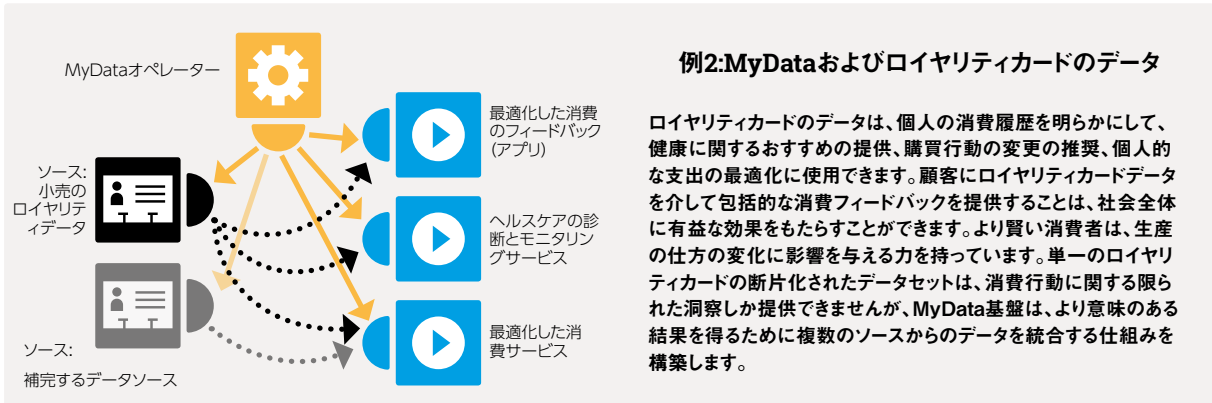 MyDataオペレーター
最適化した消費
のフィードバック
(アプリ)
ソース:
小売の
ロイヤリテ
ィデータ
ヘルスケアの診
断とモニタリン
グサービス
最適化した消
費サービス
ソース:
補完するデータソース
例2:MyDataおよびロイヤリティカードのデータ
ロイヤリティカードのデータは、個人の消費履歴を明らかにして、
健康に関するおすすめの提供、購買行動の変更の推奨、個人的
な支出の最適化に使用できます。顧客にロイヤリティカードデータ
を介して包括的な消費フィードバックを提供することは、社会全体
に有益な効果をもたらすことができます。より賢い消費者は、生産
の仕方の変化に影響を与える力を持っています。単一のロイヤリ
ティカードの断片化されたデータセットは、消費行動に関する限ら
れた洞察しか提供できませんが、MyData基盤は、より意味のある
結果を得るために複数のソースからのデータを統合する仕組みを
構築します。